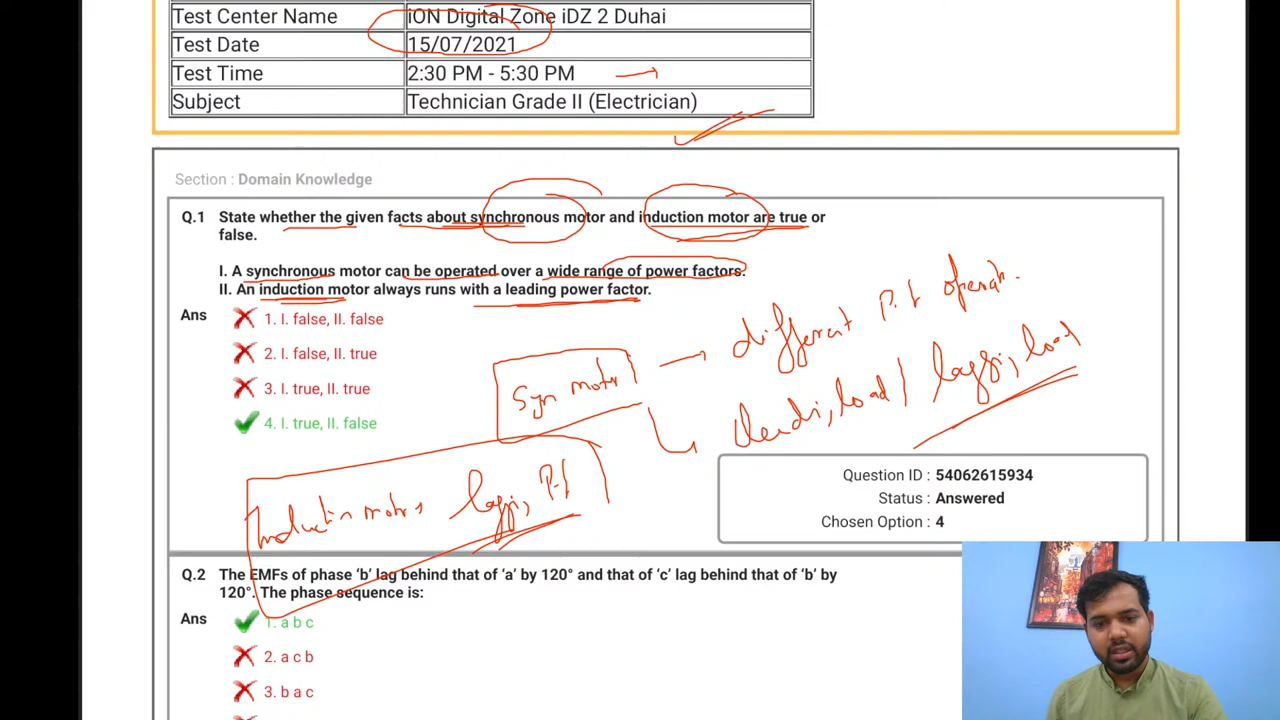 Test Center Name iON Digital Zone iDZ 2 Duhai
Test Date 15/07/2021
Test Time 2:30 PM - 5:30 PM
Subject Technician Grade II (Electrician)
Section : Domain Knowledge
Q.1 State whether the given facts about synchronous motor and induction motor are true or
false.
I. A synchronous motor can be operated over a wide range of power factors.
II. An induction motor always runs with a leading power factor.
Ans 1. I. false, II. false
2. I. false, II. true
3. I. true, II. true
4. I. true, II. false
different P.f
Syn motor
load
load
Induction motor P.f
Question ID : 54062615934
Status : Answered
Chosen Option : 4
Q.2 The EMFs of phase ‘b’ lag behind that of ‘a’ by 120° and that of ‘c’ lag behind that of ‘b’ by
120°. The phase sequence is:
Ans 1. a b c
2. a c b
3. b a c